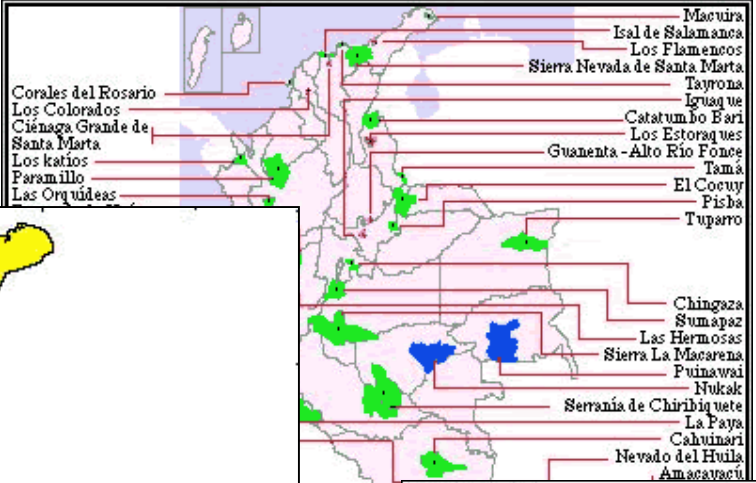 Macuira
Isal de Salamanca
Los Flamencos
Sierra Nevada de Santa Marta
Tayrona
Iguaque
Catatumbo Bari
Los Estoraques
Guanenta - Alto Río Fonce
Tamá
El Cocuy
Pisba
Tuparro
Corales del Rosario
Los Colorados
Ciénaga Grande de
Santa Marta
Los katíos
Paramillo
Las Orquídeas
Chingaza
Sumapaz
Las Hermosas
Sierra La Macarena
Puinawai
Nukak
Serranía de Chiribiquete
La Paya
Cahuinari
Nevado del Huila
Amacayacú